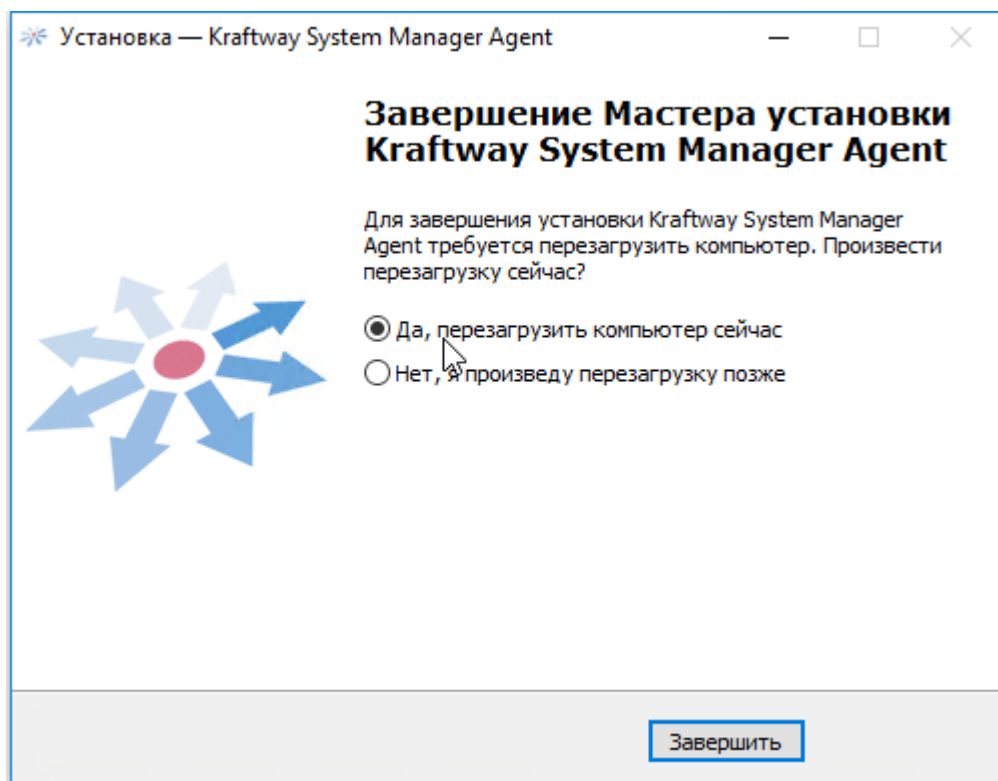 Установка — Kraftway System Manager Agent
Завершение Мастера установки
Kraftway System Manager Agent
Для завершения установки Kraftway System Manager
Agent требуется перезагрузить компьютер. Произвести
перезагрузку сейчас?
Да, перезагрузить компьютер сейчас
Нет, я произведу перезагрузку позже
Завершить